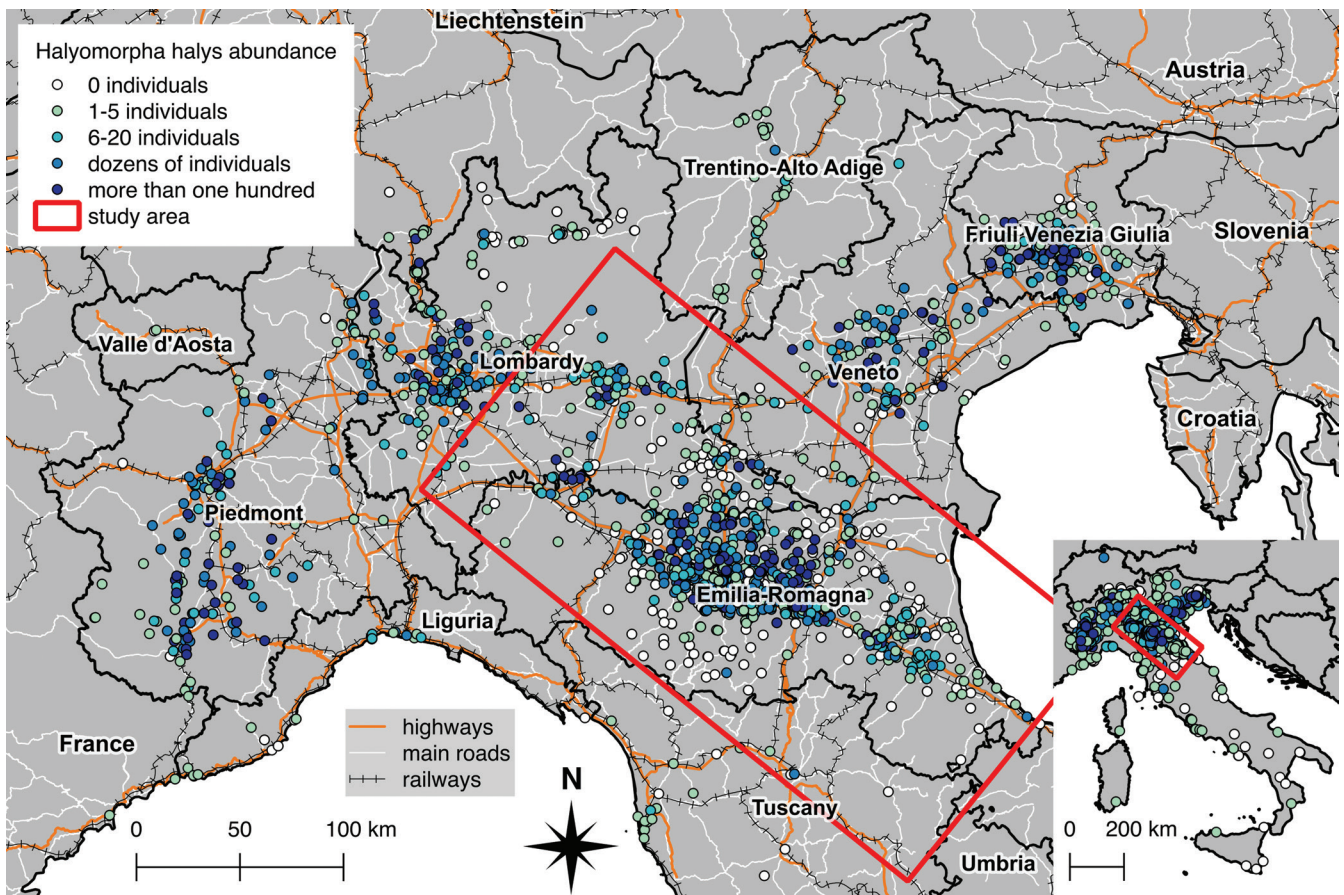 Liechtenstein
Halyomorpha halys abundance
0 individuals
1-5 individuals
6-20 individuals
dozens of individuals
more than one hundred
study area
Austria
Trentino-Alto Adige
Friuli Venezia Giulia
Slovenia
Valle d'Aosta
Lombardy
Veneto
Croatia
Piedmont
Emilia-Romagna
Liguria
France
highways
main roads
railways
N
Tuscany
Umbria
0 50 100 km
0 200 km